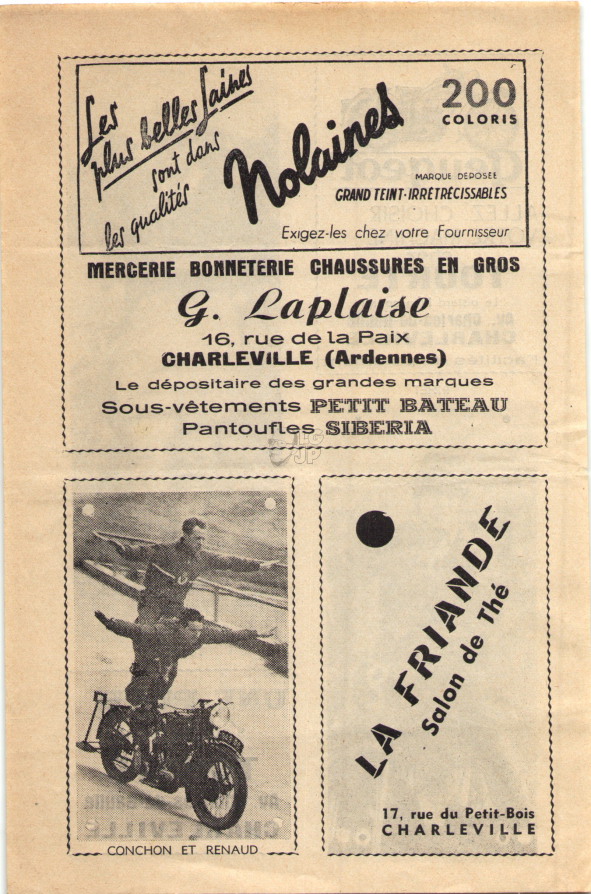 Les
plus belles Laines
sont dans
les qualités
Nolaines
200
COLORIS
MARQUE DÉPOSÉE
GRAND TEINT-IRRÉTRÉCISSABLES
Exigez-les chez votre Fournisseur
MERCERIE BONNETERIE CHAUSSURES EN GROS
G. Laplaise
16, rue de la Paix
CHARLEVILLE (Ardennes)
Le dépositaire des grandes marques
Sous-vêtements PETIT BATEAU
Pantoufles SIBERIA
CONCHON ET RENAUD
LA FRIANDE
Salon de Thé
17, rue du Petit-Bois
CHARLEVILLE